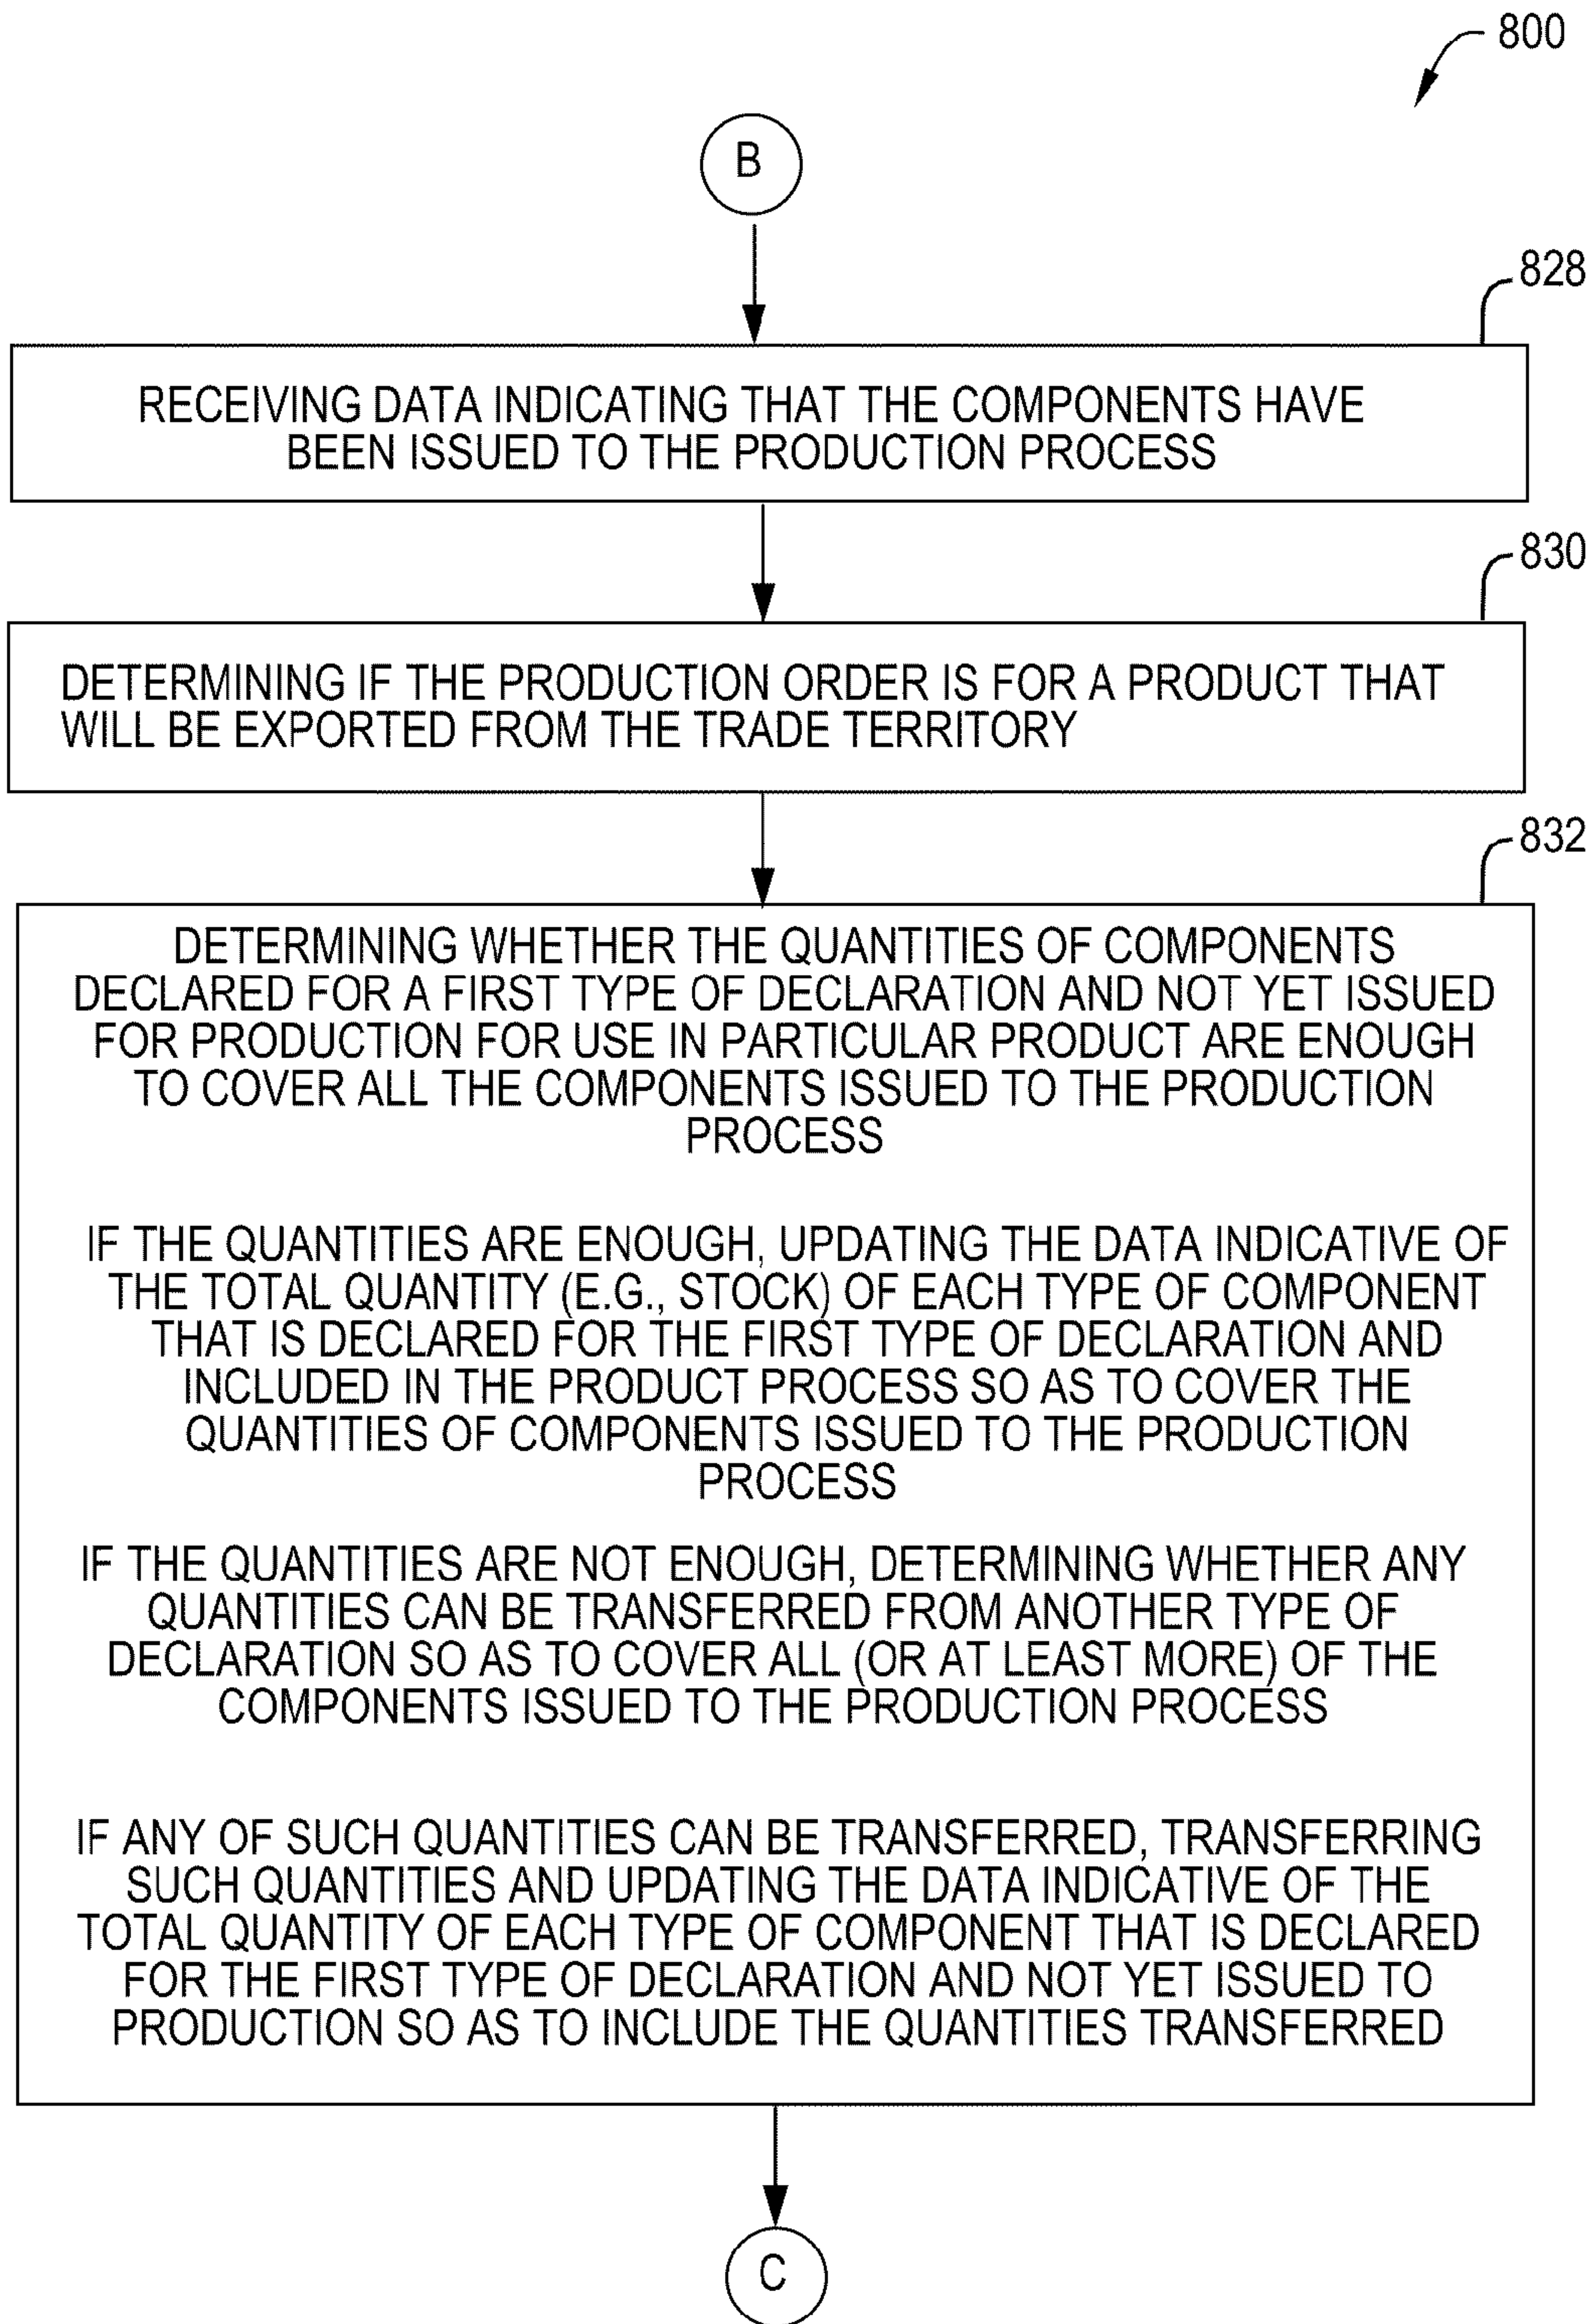 800
B
828
RECEIVING DATA INDICATING THAT THE COMPONENTS HAVE
BEEN ISSUED TO THE PRODUCTION PROCESS
830
DETERMINING IF THE PRODUCTION ORDER IS FOR A PRODUCT THAT
WILL BE EXPORTED FROM THE TRADE TERRITORY
832
DETERMINING WHETHER THE QUANTITIES OF COMPONENTS
DECLARED FOR A FIRST TYPE OF DECLARATION AND NOT YET ISSUED
FOR PRODUCTION FOR USE IN PARTICULAR PRODUCT ARE ENOUGH
TO COVER ALL THE COMPONENTS ISSUED TO THE PRODUCTION
PROCESS
IF THE QUANTITIES ARE ENOUGH, UPDATING THE DATA INDICATIVE OF
THE TOTAL QUANTITY (E.G., STOCK) OF EACH TYPE OF COMPONENT
THAT IS DECLARED FOR THE FIRST TYPE OF DECLARATION AND
INCLUDED IN THE PRODUCT PROCESS SO AS TO COVER THE
QUANTITIES OF COMPONENTS ISSUED TO THE PRODUCTION
PROCESS
IF THE QUANTITIES ARE NOT ENOUGH, DETERMINING WHETHER ANY
QUANTITIES CAN BE TRANSFERRED FROM ANOTHER TYPE OF
DECLARATION SO AS TO COVER ALL (OR AT LEAST MORE) OF THE
COMPONENTS ISSUED TO THE PRODUCTION PROCESS
IF ANY OF SUCH QUANTITIES CAN BE TRANSFERRED, TRANSFERRING
SUCH QUANTITIES AND UPDATING THE DATA INDICATIVE OF THE
TOTAL QUANTITY OF EACH TYPE OF COMPONENT THAT IS DECLARED
FOR THE FIRST TYPE OF DECLARATION AND NOT YET ISSUED TO
PRODUCTION SO AS TO INCLUDE THE QUANTITIES TRANSFERRED
C